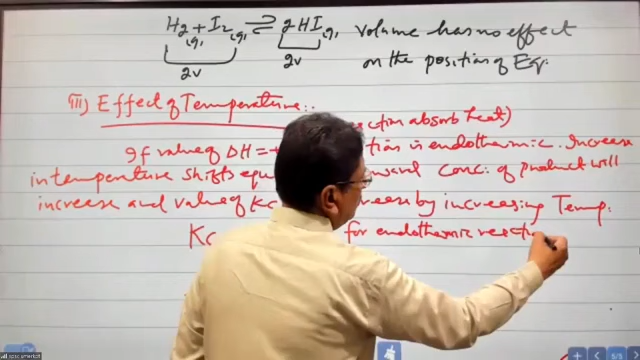 H2(g) + I2(g) ⇌ 2HI(g) Volume has no effect
2V 2V on the position of Eq:
iii) Effect of Temperature::
ction absorb heat)
If value of ΔH = + tion is endothermic. Increase
in temperature shifts equ ward conc: of product will
increase and value of Kc rease by increasing Temp:
Kc for endothermic reactio